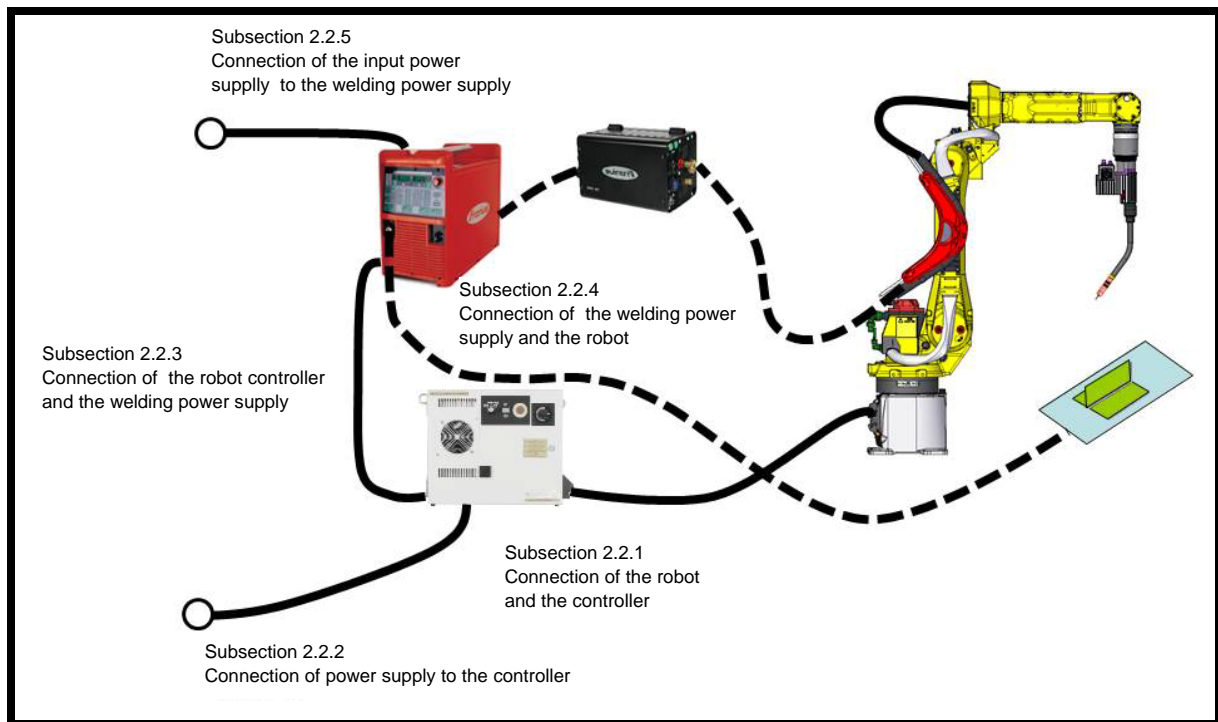 Subsection 2.2.5
Connection of the input power
supplly to the welding power supply
Subsection 2.2.4
Connection of the welding power
supply and the robot
Subsection 2.2.3
Connection of the robot controller
and the welding power supply
Subsection 2.2.1
Connection of the robot
and the controller
Subsection 2.2.2
Connection of power supply to the controller